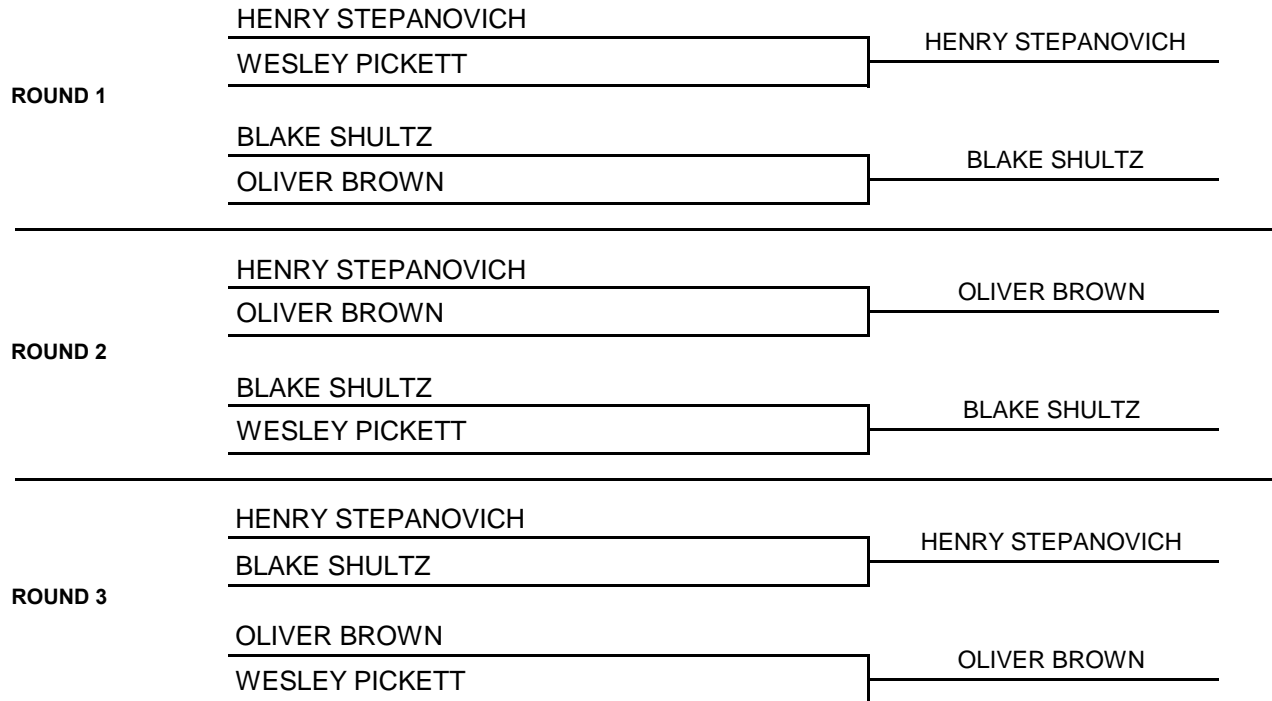 HENRY STEPANOVICH
HENRY STEPANOVICH
WESLEY PICKETT
ROUND 1
BLAKE SHULTZ
BLAKE SHULTZ
OLIVER BROWN
HENRY STEPANOVICH
OLIVER BROWN
OLIVER BROWN
ROUND 2
BLAKE SHULTZ
BLAKE SHULTZ
WESLEY PICKETT
HENRY STEPANOVICH
HENRY STEPANOVICH
BLAKE SHULTZ
ROUND 3
OLIVER BROWN
OLIVER BROWN
WESLEY PICKETT